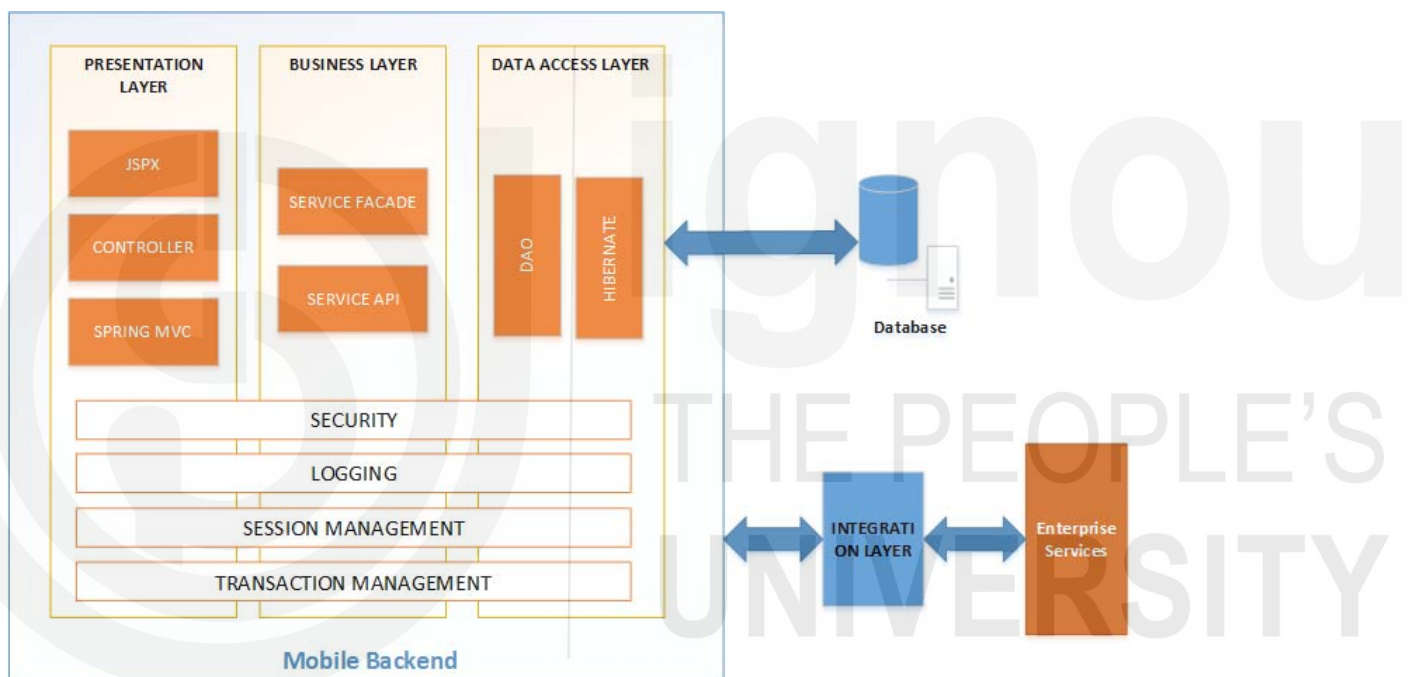 PRESENTATION
LAYER
JSPX
CONTROLLER
SPRING MVC
BUSINESS LAYER
SERVICE FACADE
SERVICE API
DATA ACCESS LAYER
DAO
HIBERNATE
SECURITY
LOGGING
SESSION MANAGEMENT
TRANSACTION MANAGEMENT
Mobile Backend
Database
INTEGRATI
ON LAYER
Enterprise
Services
ignou
THE PEOPLE'S
UNIVERSITY